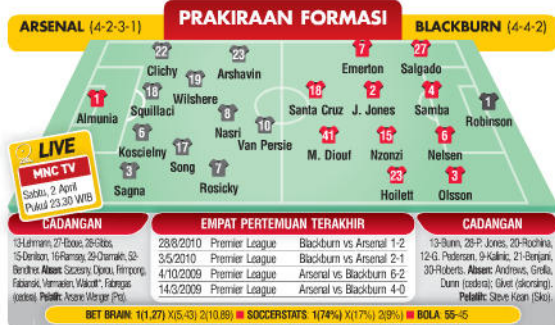 ARSENAL (4-2-3-1)
PRAKIRAAN FORMASI
BLACKBURN (4-4-2)
22
Clichy
23
Arshavin
7
Emerton
27
Salgado
18
Squillaci
19
Wilshere
18
Santa Cruz
2
J. Jones
4
Samba
1
Almunia
8
Nasri
1
Robinson
6
Koscielny
17
Song
10
Van Persie
41
M. Diouf
15
Nzonzi
6
Nelsen
3
Sagna
7
Rosicky
23
Hoilett
3
Olsson
LIVE
MNC TV
Sabtu, 2 April
Pukul 23.30 WIB
CADANGAN
13-Lehmann, 27-Eboue, 28-Gibbs,
15-Denilson, 16-Ramsey, 29-Chamakh, 52-
Bendtner. Absen: Szczesny, Djourou, Frimpong,
Fabianski, Vermaelen, Walcott*, Fabregas
(cedera). Pelatih: Arsene Wenger (Pra).
EMPAT PERTEMUAN TERAKHIR
28/8/2010 Premier League Blackburn vs Arsenal 1-2
3/5/2010 Premier League Blackburn vs Arsenal 2-1
4/10/2009 Premier League Arsenal vs Blackburn 6-2
14/3/2009 Premier League Arsenal vs Blackburn 4-0
CADANGAN
13-Bunn, 28-P. Jones, 20-Rochina,
12-G. Pedersen, 9-Kalinic, 21-Benjani,
30-Roberts. Absen: Andrews, Grella,
Dunn (cedera); Givet (skorsing).
Pelatih: Steve Kean (Sko).
BET BRAIN: 1(1,27) X(5,43) 2(10,89) SOCCERSTATS: 1(74%) X(17%) 2(9%) BOLA: 55-45